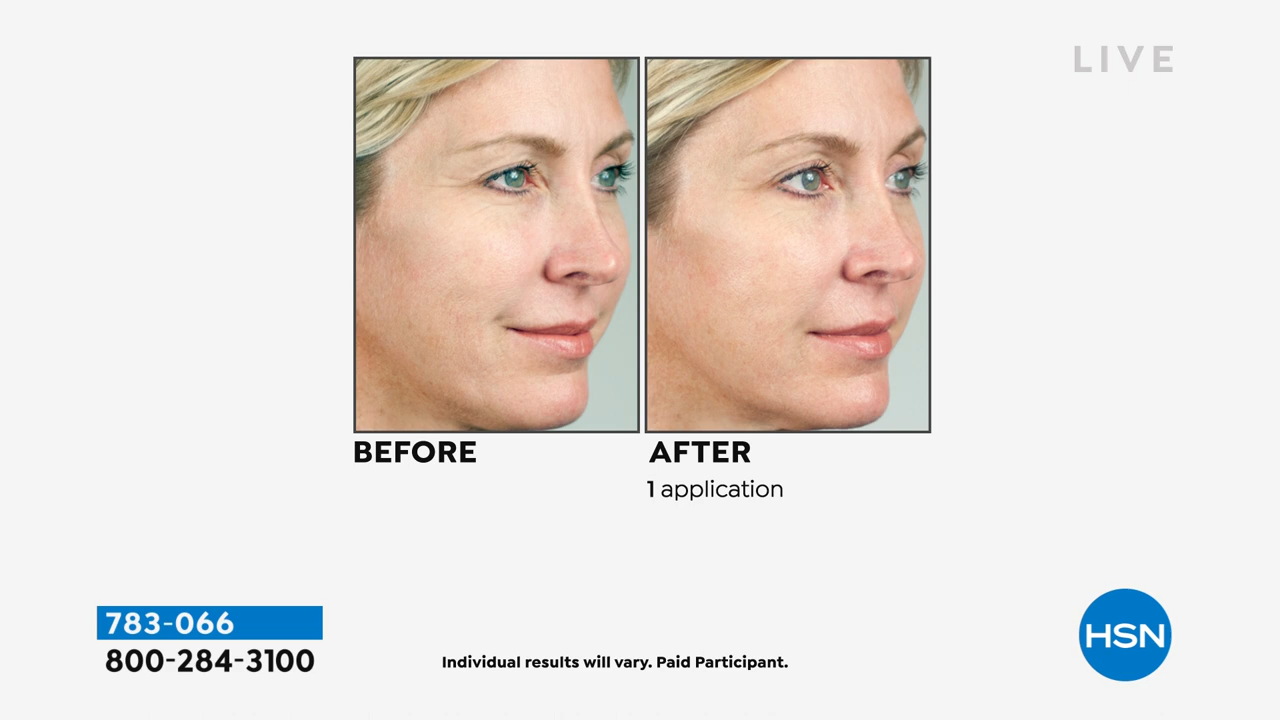 LIVE
BEFORE
AFTER
1 application
783-066
800-284-3100
Individual results will vary. Paid Participant.
HSN